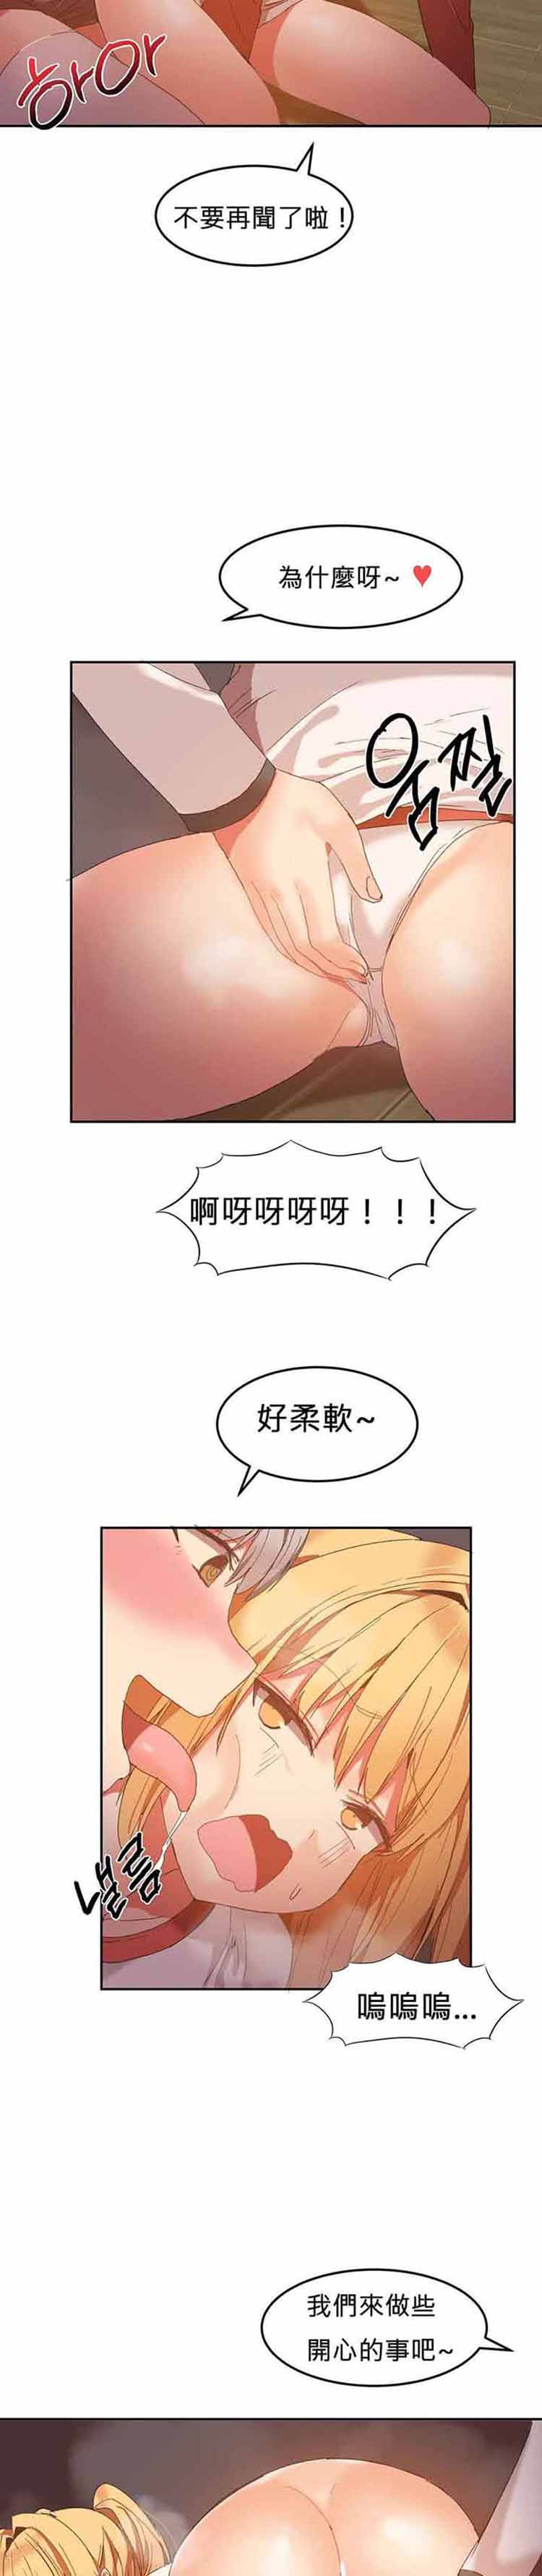 하아
不要再聞了啦！
為什麼呀~♥
움찔
啊呀呀呀呀！！！
好柔軟~
낼름
嗚嗚嗚...
我們來做些
開心的事吧~